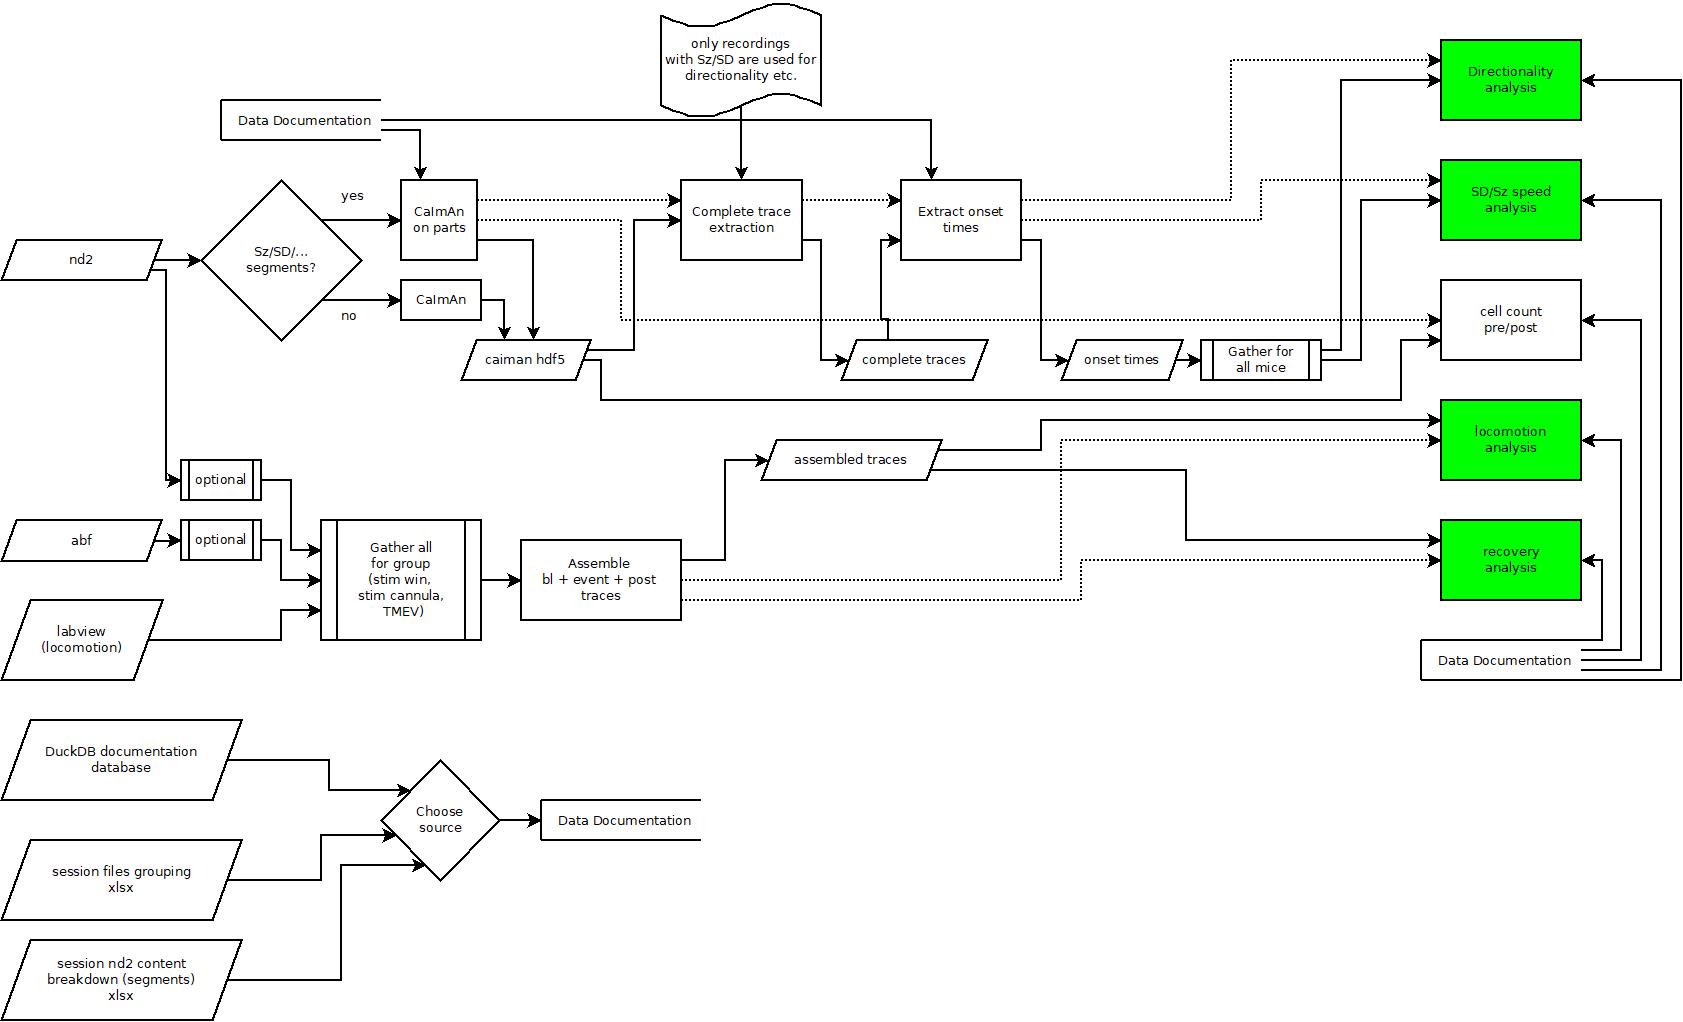 only recordings
with Sz/SD are used for
directionality etc.
Directionality
analysis
Data Documentation
yes
CaImAn
on parts
Complete trace
extraction
Extract onset
times
SD/Sz speed
analysis
nd2
Sz/SD/...
segments?
no
CaImAn
cell count
pre/post
caiman hdf5
complete traces
onset times
Gather for
all mice
locomotion
analysis
assembled traces
optional
abf
optional
Gather all
for group
(stim win,
stim cannula,
TMEV)
Assemble
bl + event + post
traces
recovery
analysis
labview
(locomotion)
Data Documentation
DuckDB documentation
database
Choose
source
Data Documentation
session files grouping
xlsx
session nd2 content
breakdown (segments)
xlsx